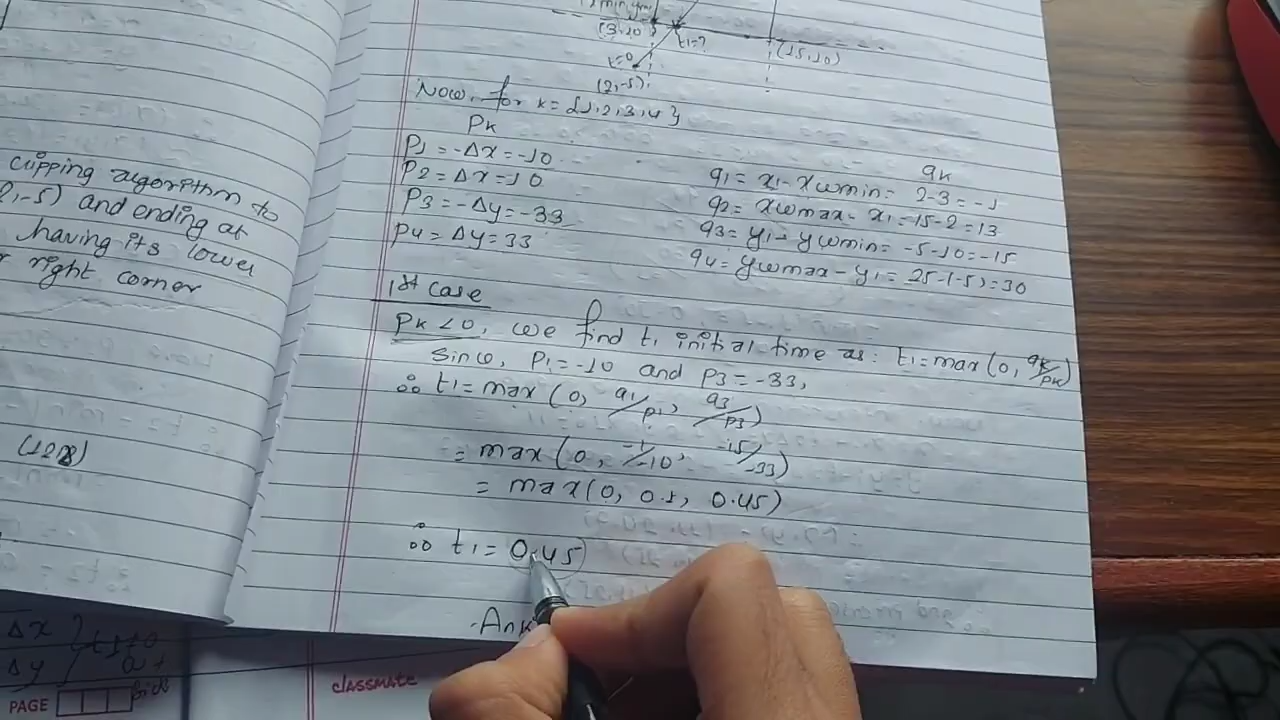 (3,10)
t1=?
(15,10)
t=0
(2,-5)
Now, for k = {1,2,3,4}
Pk
qk
P1 = -Δx = -10
q1 = x1 - xwmin = 2-3 = -1
P2 = Δx = 10
q2 = xwmax - x1 = 15-2 = 13
P3 = -Δy = -33
q3 = y1 - ywmin = -5-10 = -15
P4 = Δy = 33
q4 = ywmax - y1 = 25-(-5) = 30
1st case
Pk<0, we find t1 initial time as: t1 = max(0, qk/pk)
Since, P1 = -10 and P3 = -33,
∴ t1 = max (0, q1/p1, q3/p3)
= max (0, -1/-10, -15/-33)
= max (0, 0.1, 0.45)
∴ t1 = 0.45
clipping algorithm to
2,-5) and ending at
having its lower
right corner
Δx
Δy
PAGE
classmate